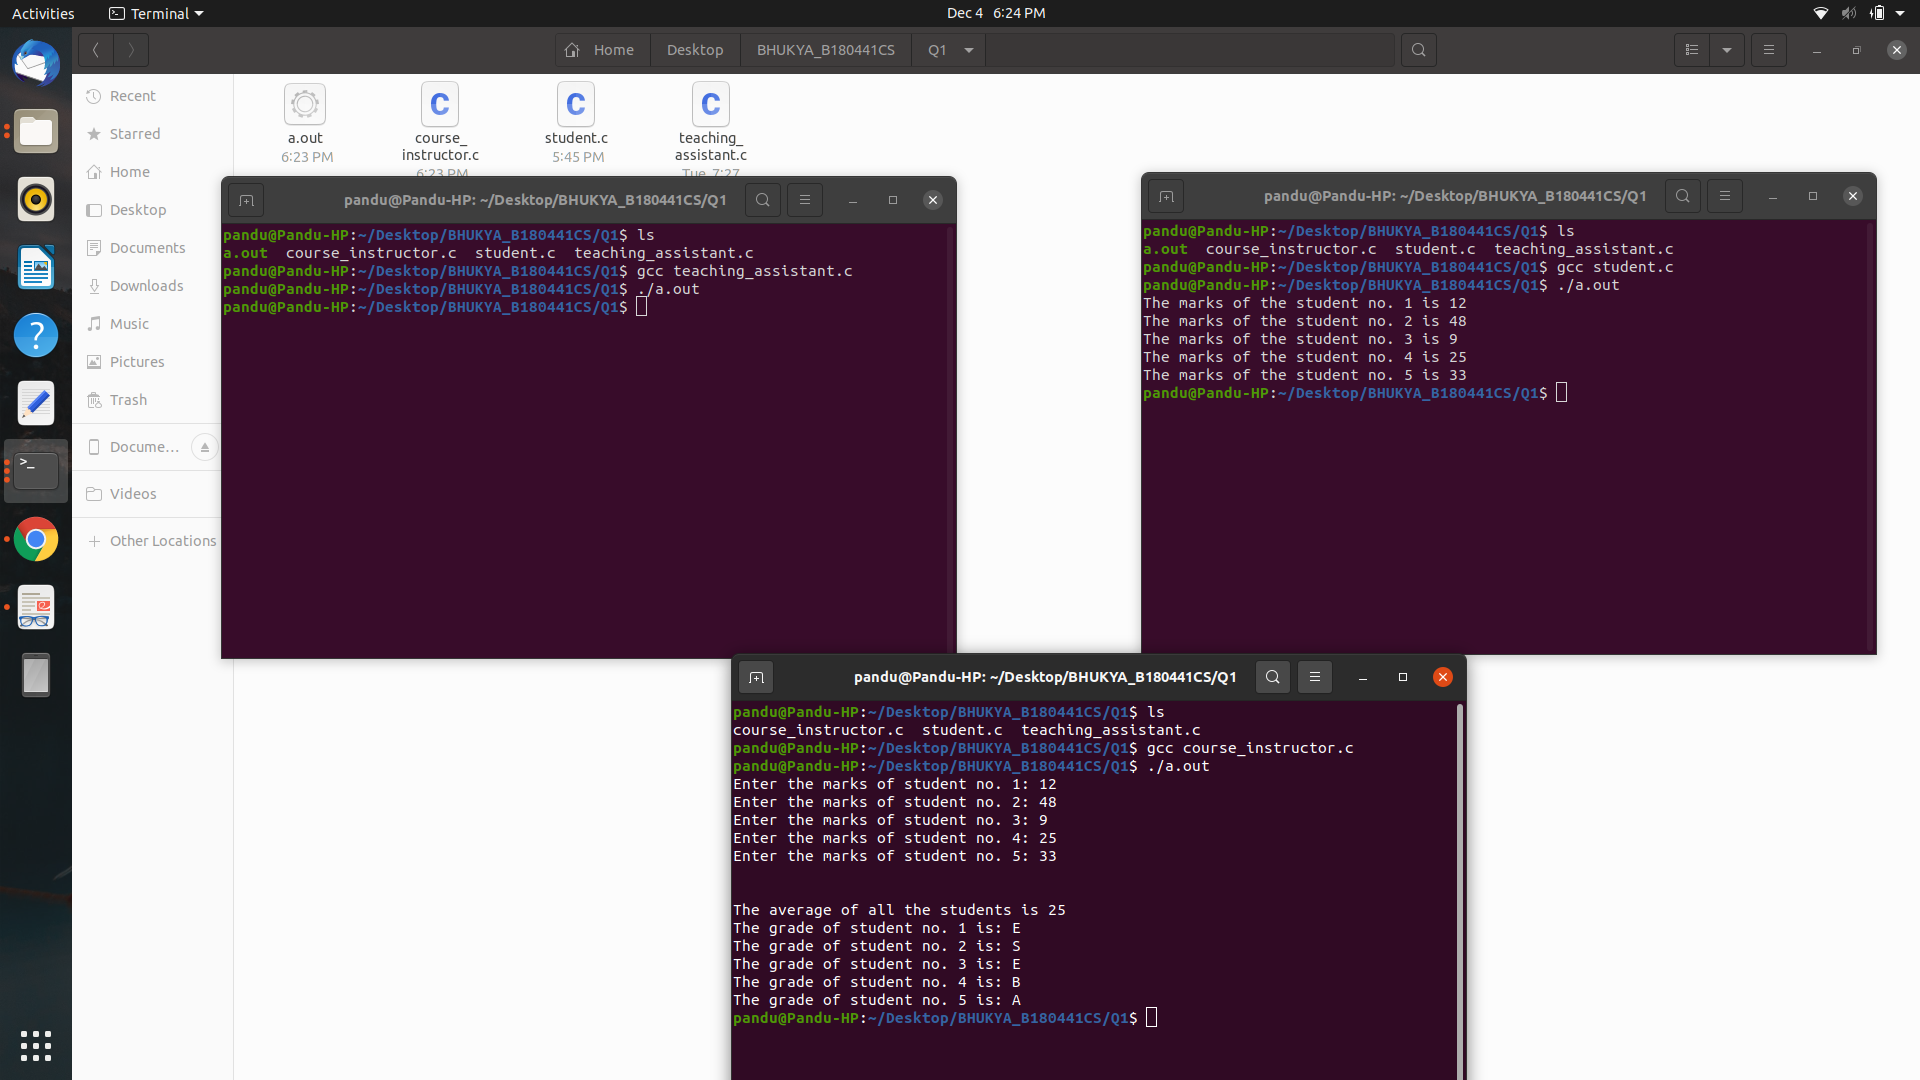 Activities
Terminal
Dec 4 6:24 PM
Home
Desktop
BHUKYA_B180441CS
Q1
Recent
Starred
Home
Desktop
Documents
Downloads
Music
Pictures
Trash
Docume…
Videos
Other Locations
a.out
6:23 PM
course_
instructor.c
6:23 PM
student.c
5:45 PM
teaching_
assistant.c
Tue, 7:27
pandu@Pandu-HP: ~/Desktop/BHUKYA_B180441CS/Q1
pandu@Pandu-HP:~/Desktop/BHUKYA_B180441CS/Q1$ ls
a.out  course_instructor.c  student.c  teaching_assistant.c
pandu@Pandu-HP:~/Desktop/BHUKYA_B180441CS/Q1$ gcc teaching_assistant.c
pandu@Pandu-HP:~/Desktop/BHUKYA_B180441CS/Q1$ ./a.out
pandu@Pandu-HP:~/Desktop/BHUKYA_B180441CS/Q1$
pandu@Pandu-HP: ~/Desktop/BHUKYA_B180441CS/Q1
pandu@Pandu-HP:~/Desktop/BHUKYA_B180441CS/Q1$ ls
a.out  course_instructor.c  student.c  teaching_assistant.c
pandu@Pandu-HP:~/Desktop/BHUKYA_B180441CS/Q1$ gcc student.c
pandu@Pandu-HP:~/Desktop/BHUKYA_B180441CS/Q1$ ./a.out
The marks of the student no. 1 is 12
The marks of the student no. 2 is 48
The marks of the student no. 3 is 9
The marks of the student no. 4 is 25
The marks of the student no. 5 is 33
pandu@Pandu-HP:~/Desktop/BHUKYA_B180441CS/Q1$
pandu@Pandu-HP: ~/Desktop/BHUKYA_B180441CS/Q1
pandu@Pandu-HP:~/Desktop/BHUKYA_B180441CS/Q1$ ls
course_instructor.c  student.c  teaching_assistant.c
pandu@Pandu-HP:~/Desktop/BHUKYA_B180441CS/Q1$ gcc course_instructor.c
pandu@Pandu-HP:~/Desktop/BHUKYA_B180441CS/Q1$ ./a.out
Enter the marks of student no. 1: 12
Enter the marks of student no. 2: 48
Enter the marks of student no. 3: 9
Enter the marks of student no. 4: 25
Enter the marks of student no. 5: 33
The average of all the students is 25
The grade of student no. 1 is: E
The grade of student no. 2 is: S
The grade of student no. 3 is: E
The grade of student no. 4 is: B
The grade of student no. 5 is: A
pandu@Pandu-HP:~/Desktop/BHUKYA_B180441CS/Q1$